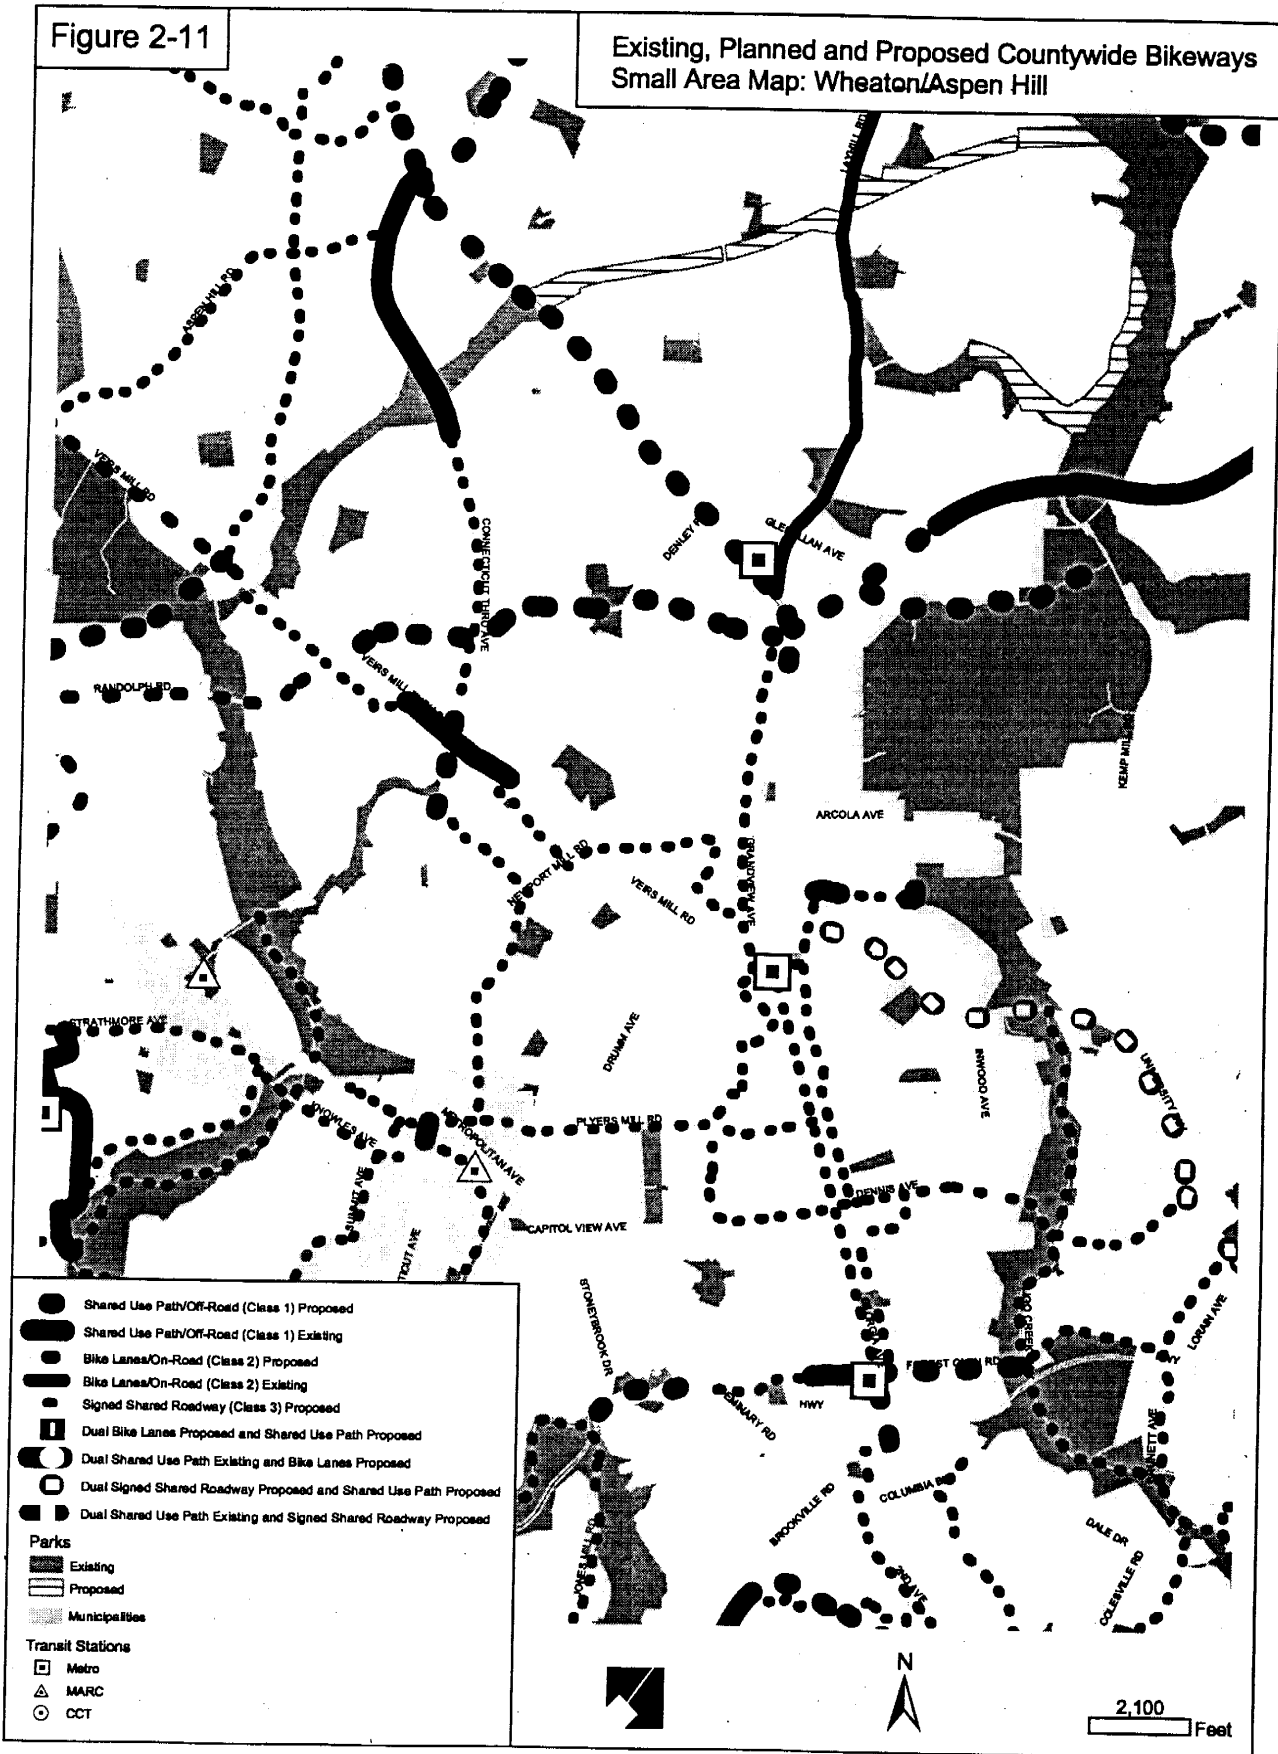 Figure 2-11
Existing, Planned and Proposed Countywide Bikeways
Small Area Map: Wheaton/Aspen Hill
LAYHILL RD
ASPEN HILL RD
VEIRS MILL RD
CONNECTICUT
THRU AVE
DENLEY
GLENALLAN AVE
RANDOLPH RD
VEIRS MILL
KEMP MILL RD
ARCOLA AVE
GRANDVIEW AVE
NEWPORT MILL RD
VEIRS MILL RD
STRATHMORE AVE
DRUMM AVE
INWOOD AVE
UNIVERSITY
KNOWLES AVE
METROPOLITAN AVE
PLYERS MILL RD
SUMMIT AVE
DENNIS AVE
CAPITOL VIEW AVE
TICUT AVE
STONEYBROOK DR
LORAIN AVE
FOREST GLEN RD
HWY
SEMINARY RD
BROOKVILLE RD
COLUMBIA
DALE DR
JONES MILL RD
2ND AVE
COLESVILLE RD
Shared Use Path/Off-Road (Class 1) Proposed
Shared Use Path/Off-Road (Class 1) Existing
Bike Lanes/On-Road (Class 2) Proposed
Bike Lanes/On-Road (Class 2) Existing
Signed Shared Roadway (Class 3) Proposed
Dual Bike Lanes Proposed and Shared Use Path Proposed
Dual Shared Use Path Existing and Bike Lanes Proposed
Dual Signed Shared Roadway Proposed and Shared Use Path Proposed
Dual Shared Use Path Existing and Signed Shared Roadway Proposed
Parks
Existing
Proposed
Municipalities
Transit Stations
Metro
MARC
CCT
N
2,100
Feet